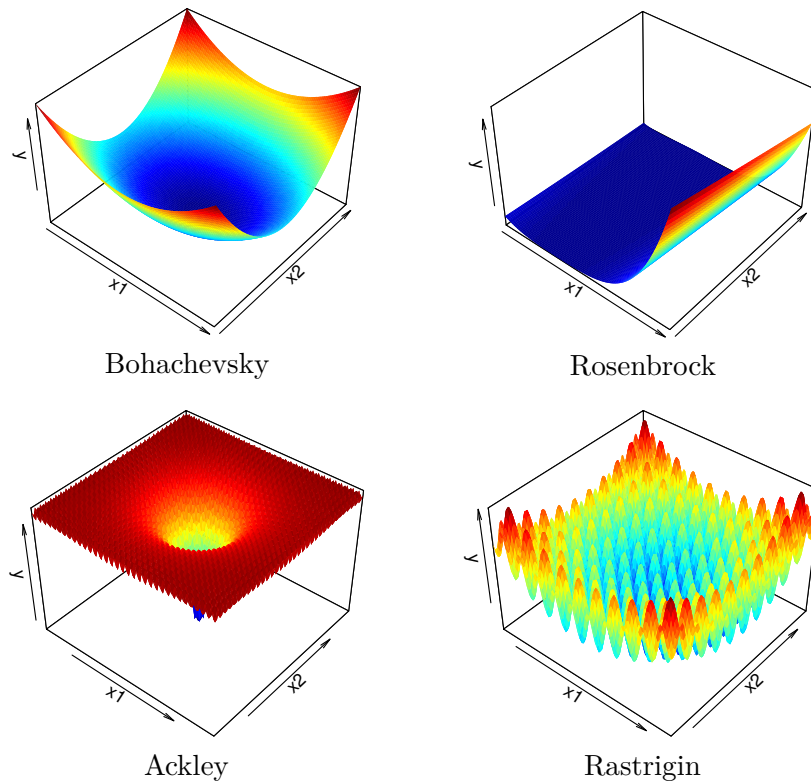 y
x1
x2
Bohachevsky
y
x1
x2
Rosenbrock
y
x1
x2
Ackley
y
x1
x2
Rastrigin